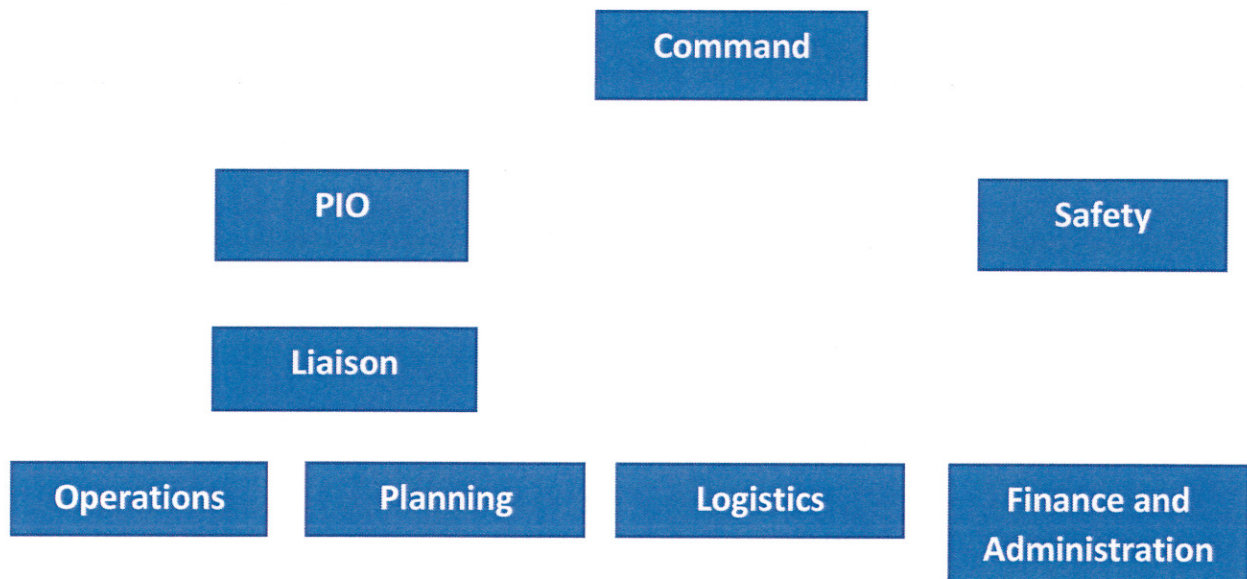 Command
PIO
Safety
Liaison
Operations
Planning
Logistics
Finance and
Administration